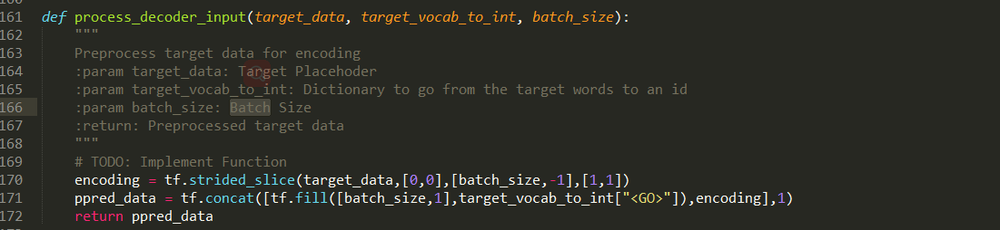 161 def process_decoder_input(target_data, target_vocab_to_int, batch_size):
162 """
163 Preprocess target data for encoding
164 :param target_data: Target Placehoder
165 :param target_vocab_to_int: Dictionary to go from the target words to an id
166 :param batch_size: Batch Size
167 :return: Preprocessed target data
168 """
169 # TODO: Implement Function
170 encoding = tf.strided_slice(target_data,[0,0],[batch_size,-1],[1,1])
171 ppred_data = tf.concat([tf.fill([batch_size,1],target_vocab_to_int["<GO>"]),encoding],1)
172 return ppred_data